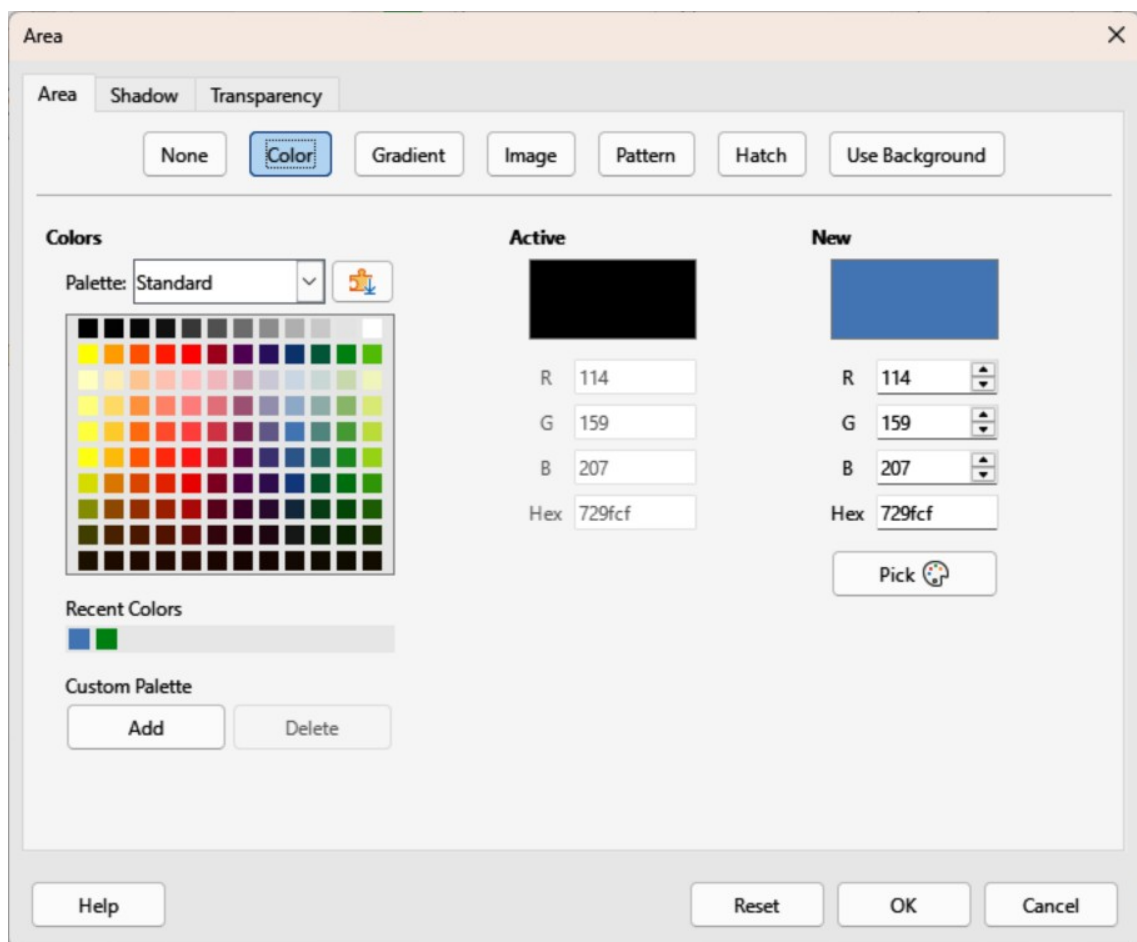 Area
Area Shadow Transparency
None Color Gradient Image Pattern Hatch Use Background
Colors Active New
Palette: Standard
R 114 R 114
G 159 G 159
B 207 B 207
Hex 729fcf Hex 729fcf
Pick
Recent Colors
Custom Palette
Add Delete
Help Reset OK Cancel